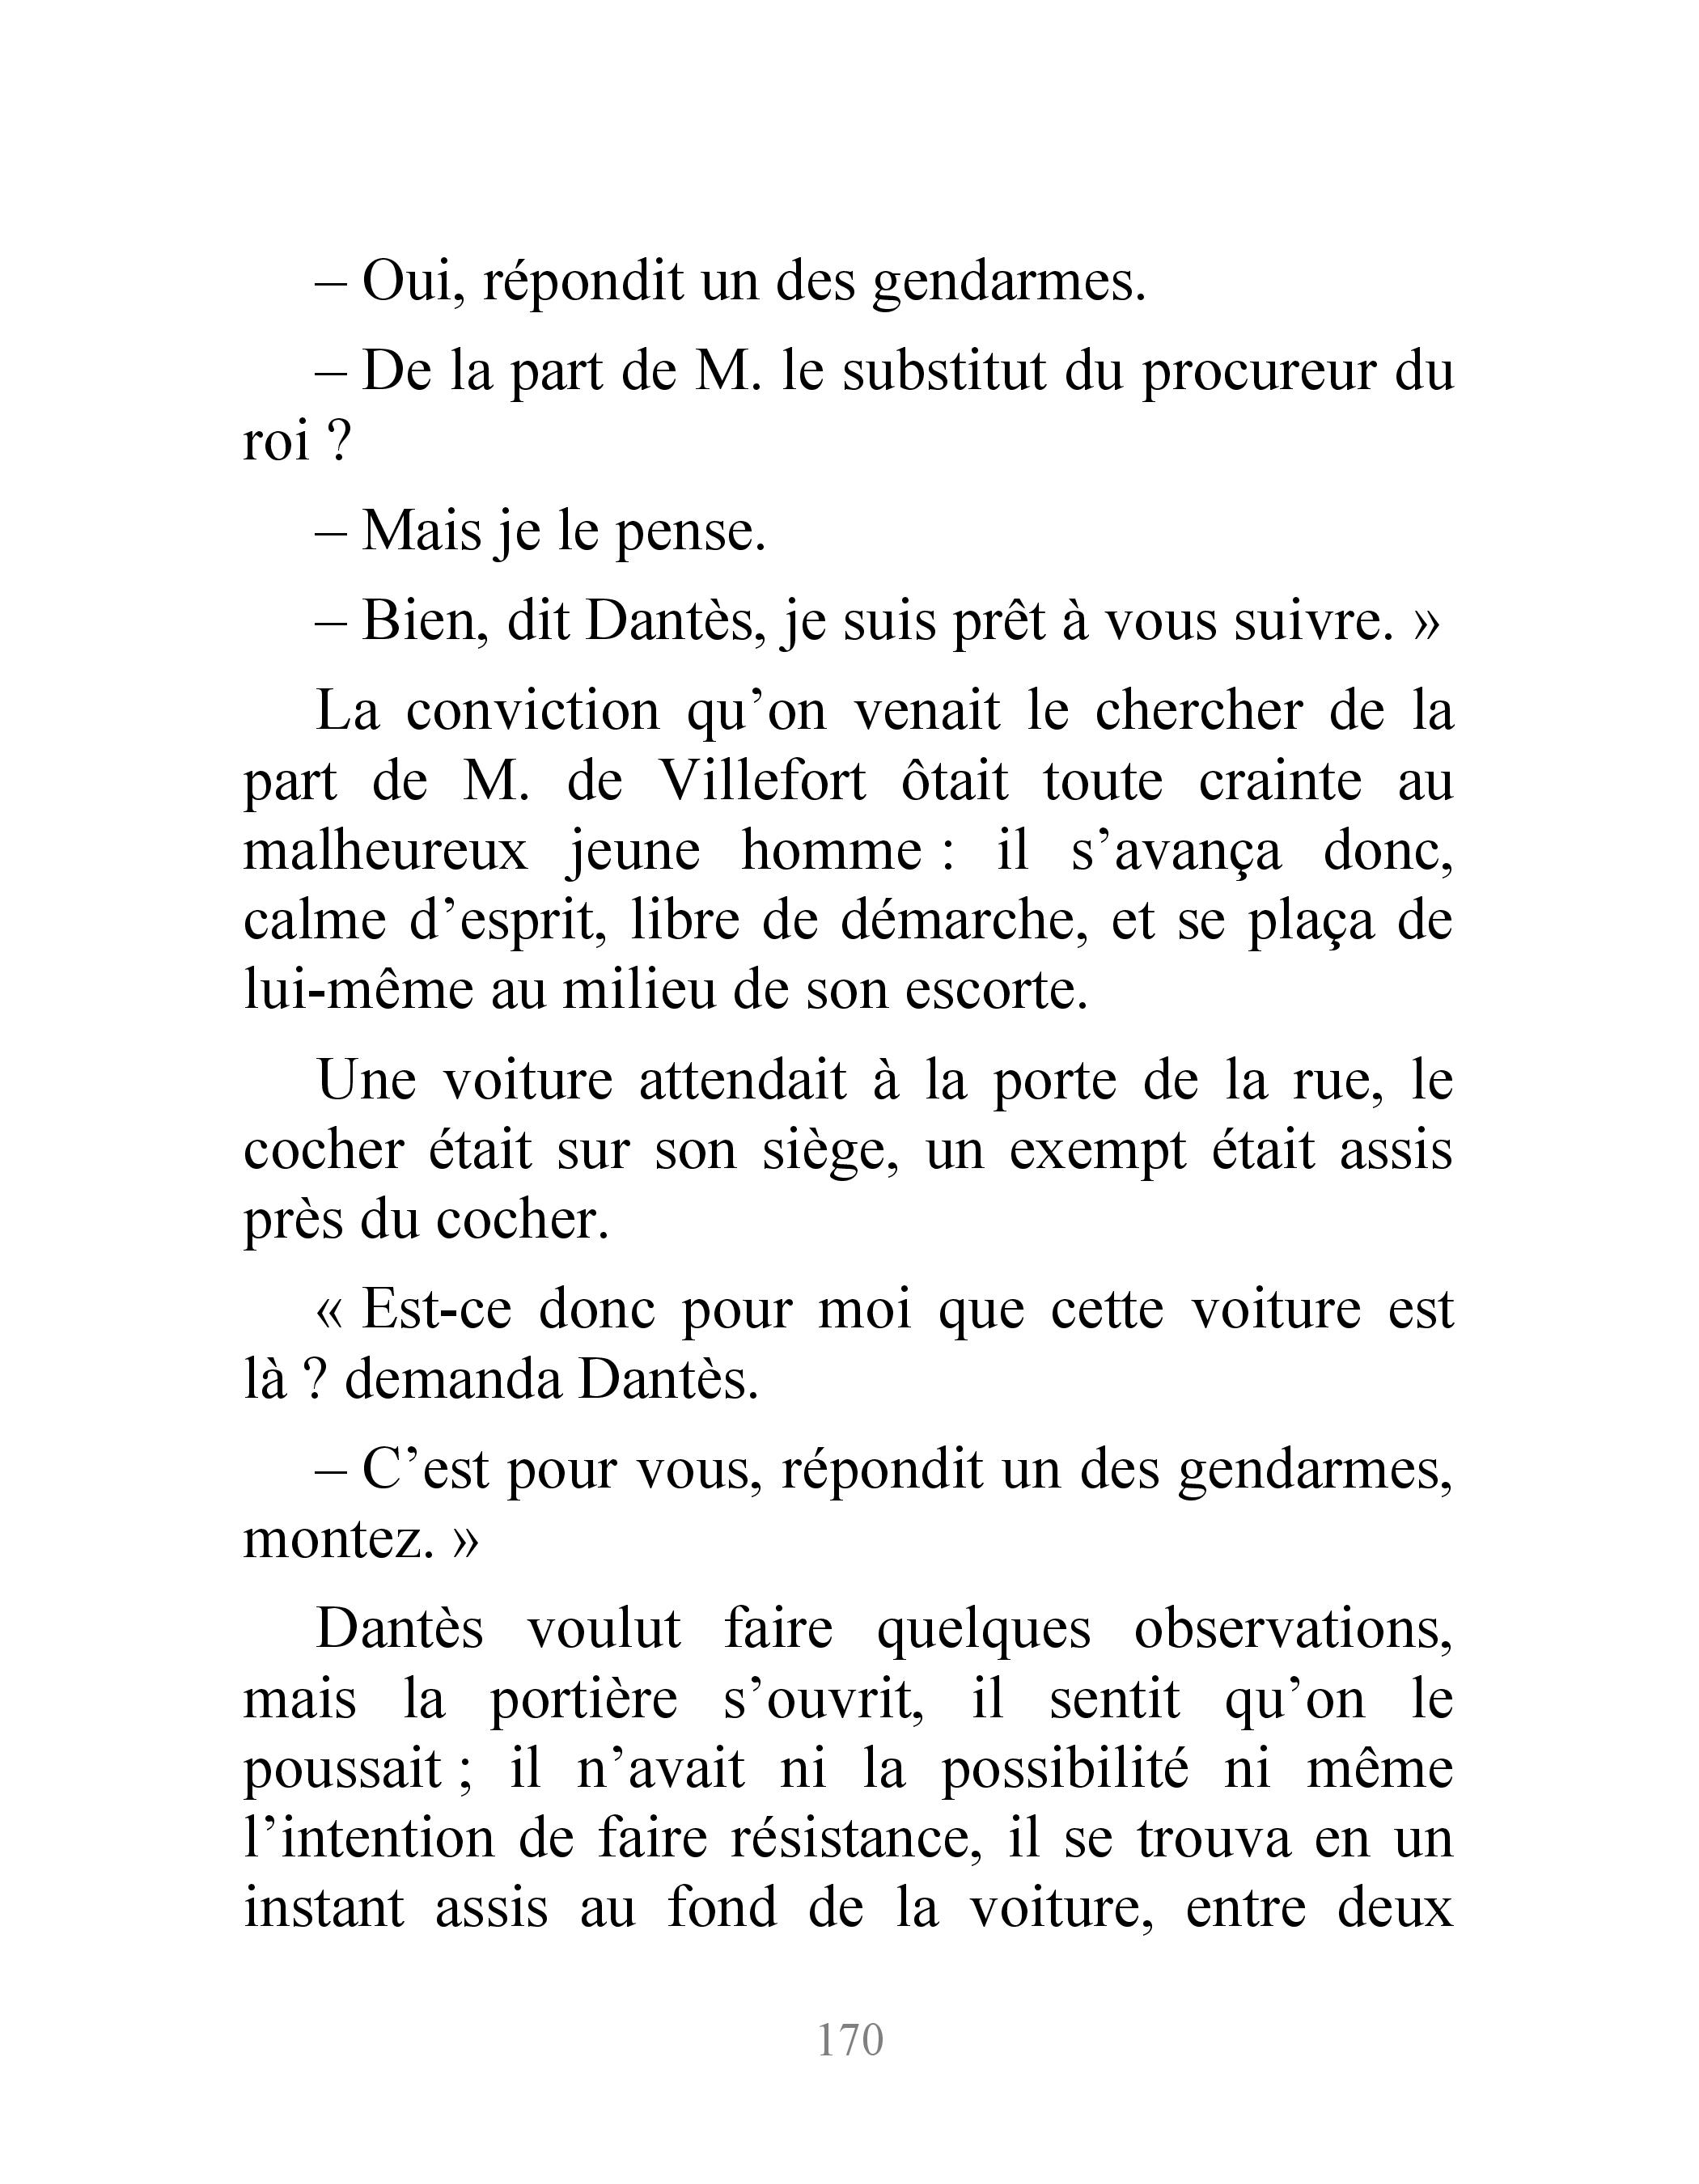 – Oui, répondit un des gendarmes.
– De la part de M. le substitut du procureur du
roi ?
– Mais je le pense.
– Bien, dit Dantès, je suis prêt à vous suivre. »
La conviction qu’on venait le chercher de la
part de M. de Villefort ôtait toute crainte au
malheureux jeune homme : il s’avança donc,
calme d’esprit, libre de démarche, et se plaça de
lui-même au milieu de son escorte.
Une voiture attendait à la porte de la rue, le
cocher était sur son siège, un exempt était assis
près du cocher.
« Est-ce donc pour moi que cette voiture est
là ? demanda Dantès.
– C’est pour vous, répondit un des gendarmes,
montez. »
Dantès voulut faire quelques observations,
mais la portière s’ouvrit, il sentit qu’on le
poussait ; il n’avait ni la possibilité ni même
l’intention de faire résistance, il se trouva en un
instant assis au fond de la voiture, entre deux
170